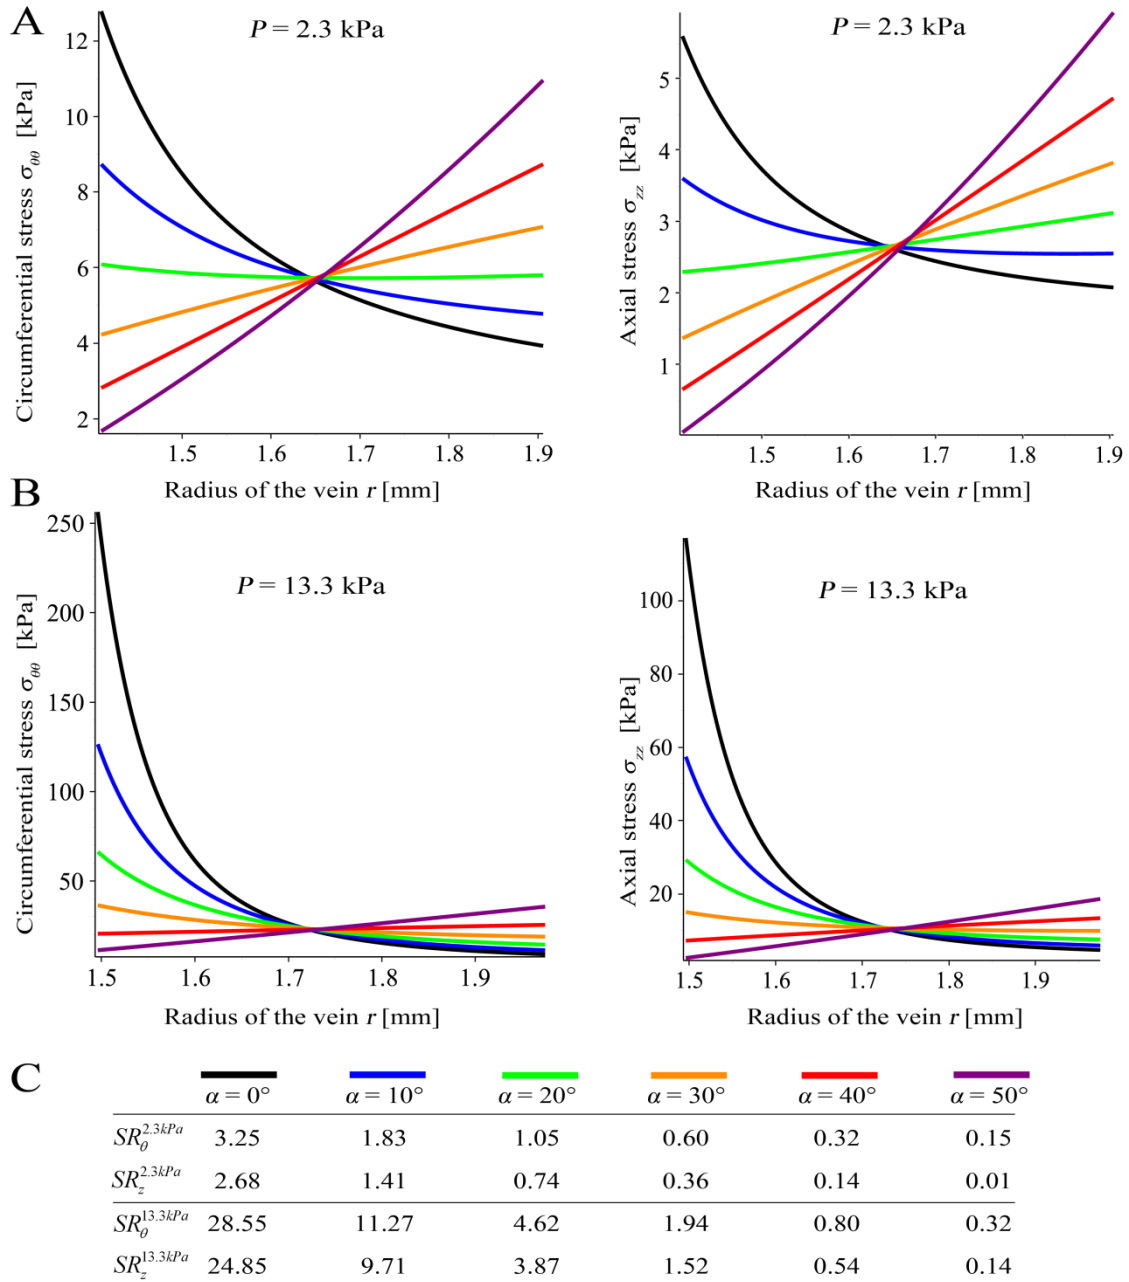 A
P = 2.3 kPa
Circumferential stress σθθ [kPa]
12
10
8
6
4
2
1.5 1.6 1.7 1.8 1.9
Radius of the vein r [mm]
P = 2.3 kPa
Axial stress σzz [kPa]
5
4
3
2
1
1.5 1.6 1.7 1.8 1.9
Radius of the vein r [mm]
B
P = 13.3 kPa
Circumferential stress σθθ [kPa]
250
200
150
100
50
1.5 1.6 1.7 1.8 1.9
Radius of the vein r [mm]
P = 13.3 kPa
Axial stress σzz [kPa]
100
80
60
40
20
1.5 1.6 1.7 1.8 1.9
Radius of the vein r [mm]
C
α = 0° α = 10° α = 20° α = 30° α = 40° α = 50°
SRθ^2.3kPa 3.25 1.83 1.05 0.60 0.32 0.15
SRz^2.3kPa 2.68 1.41 0.74 0.36 0.14 0.01
SRθ^13.3kPa 28.55 11.27 4.62 1.94 0.80 0.32
SRz^13.3kPa 24.85 9.71 3.87 1.52 0.54 0.14